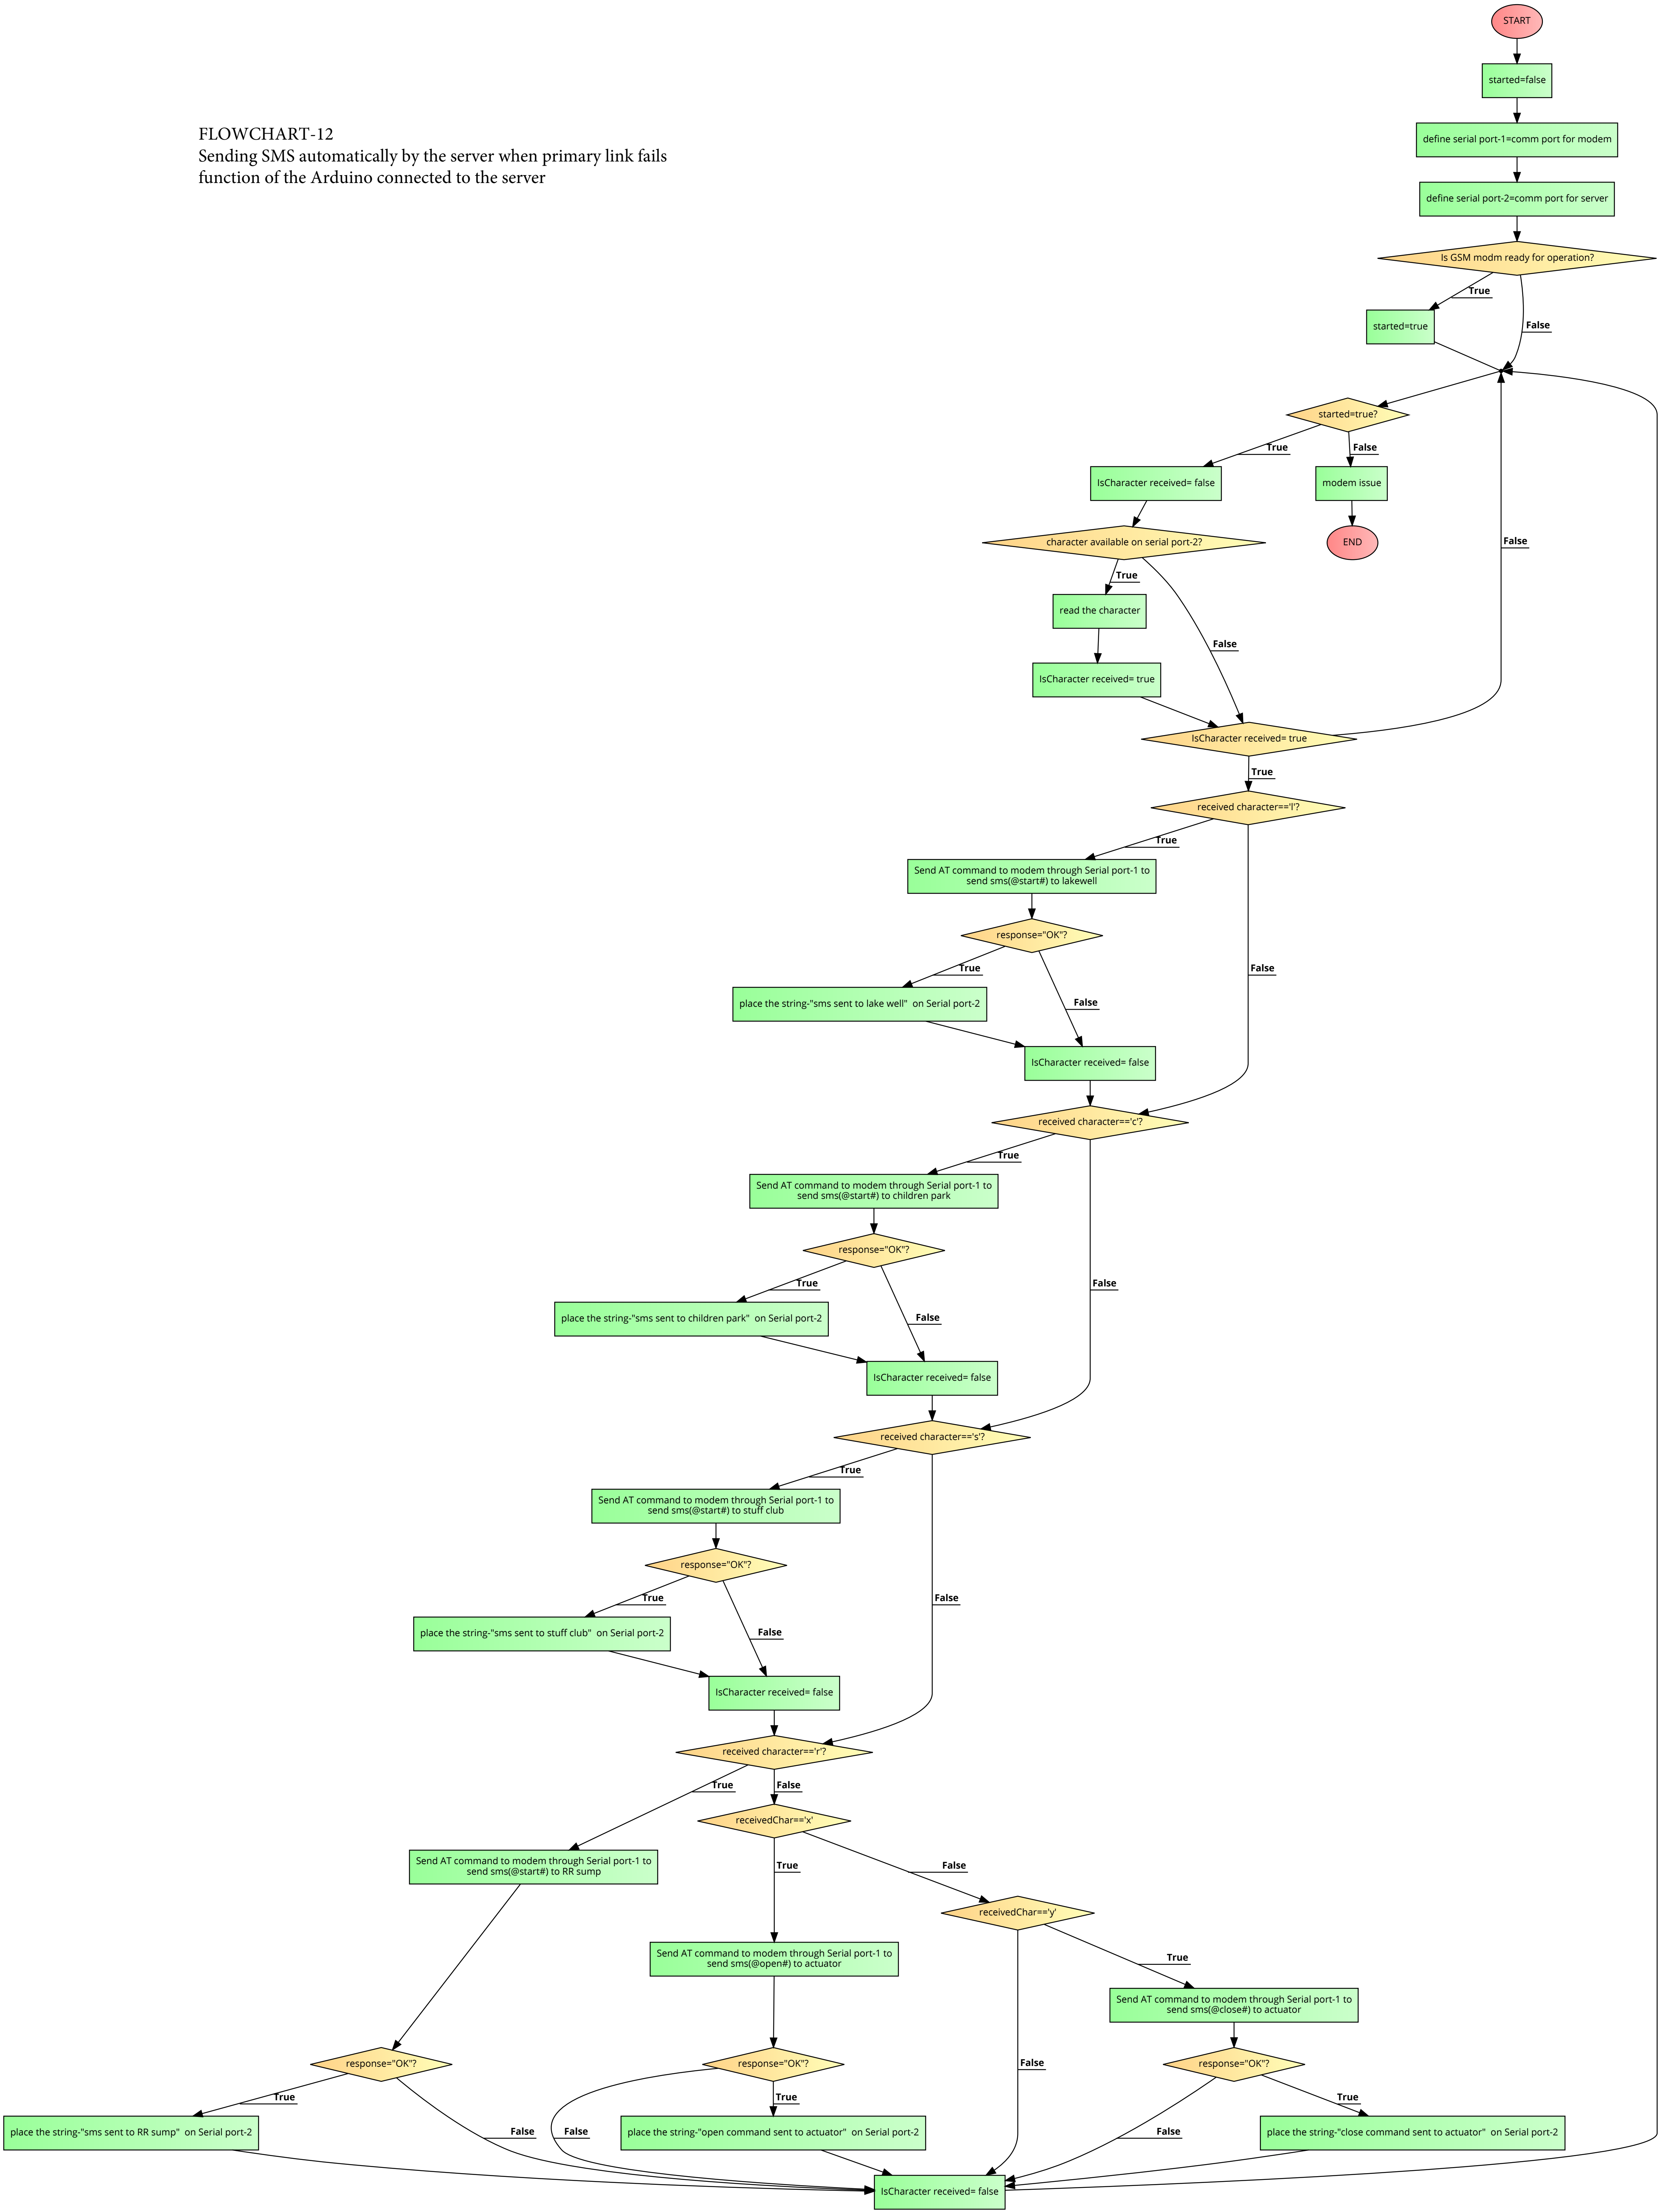 START
started=false
FLOWCHART-12
Sending SMS automatically by the server when primary link fails
function of the Arduino connected to the server
define serial port-1=comm port for modem
define serial port-2=comm port for server
Is GSM modm ready for operation?
True
started=true
False
started=true?
True
False
IsCharacter received= false
modem issue
character available on serial port-2?
END
False
True
read the character
False
IsCharacter received= true
IsCharacter received= true
True
received character=='l'?
True
Send AT command to modem through Serial port-1 to
send sms(@start#) to lakewell
response="OK"?
True
False
place the string-"sms sent to lake well"  on Serial port-2
False
IsCharacter received= false
received character=='c'?
True
Send AT command to modem through Serial port-1 to
send sms(@start#) to children park
response="OK"?
True
False
place the string-"sms sent to children park"  on Serial port-2
False
IsCharacter received= false
received character=='s'?
True
Send AT command to modem through Serial port-1 to
send sms(@start#) to stuff club
response="OK"?
True
False
place the string-"sms sent to stuff club"  on Serial port-2
False
IsCharacter received= false
received character=='r'?
True
False
receivedChar=='x'
Send AT command to modem through Serial port-1 to
send sms(@start#) to RR sump
True
False
receivedChar=='y'
Send AT command to modem through Serial port-1 to
send sms(@open#) to actuator
True
Send AT command to modem through Serial port-1 to
send sms(@close#) to actuator
response="OK"?
response="OK"?
False
response="OK"?
True
True
True
place the string-"sms sent to RR sump"  on Serial port-2
False
False
place the string-"open command sent to actuator"  on Serial port-2
False
place the string-"close command sent to actuator"  on Serial port-2
IsCharacter received= false